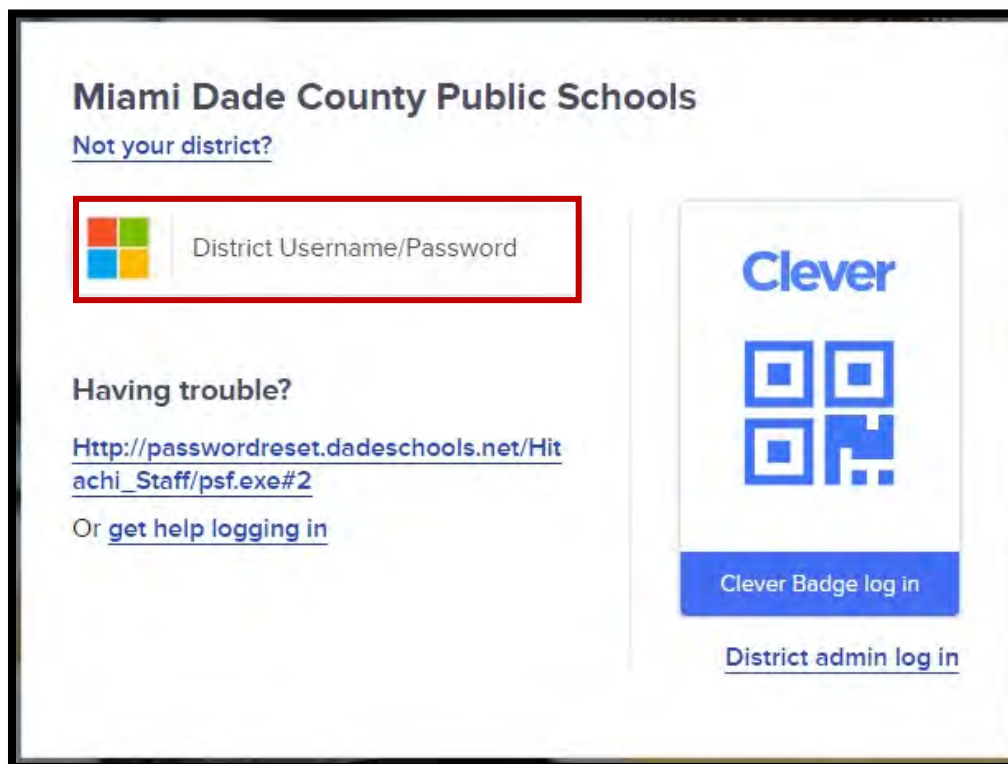 Miami Dade County Public Schools
Not your district?
District Username/Password
Having trouble?
Http://passwordreset.dadeschools.net/Hit
achi_Staff/psf.exe#2
Or get help logging in
Clever
Clever Badge log in
District admin log in